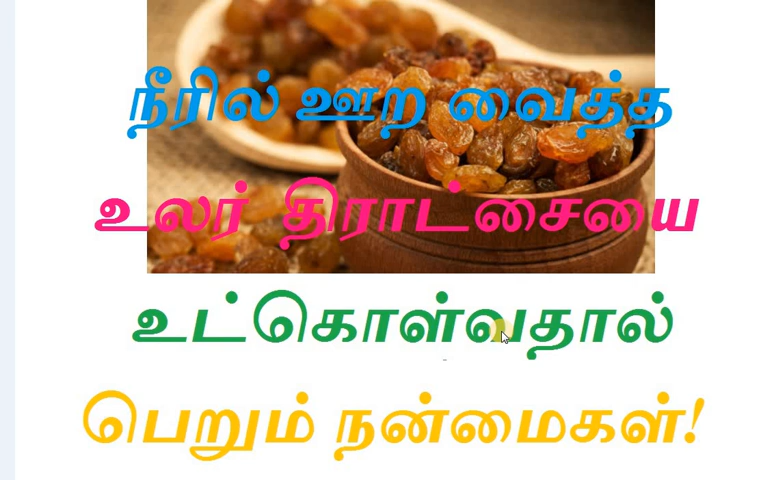 நீரில் ஊற வைத்த
உலர் திராட்சையை
உட்கொள்வதால்
பெறும் நன்மைகள்!